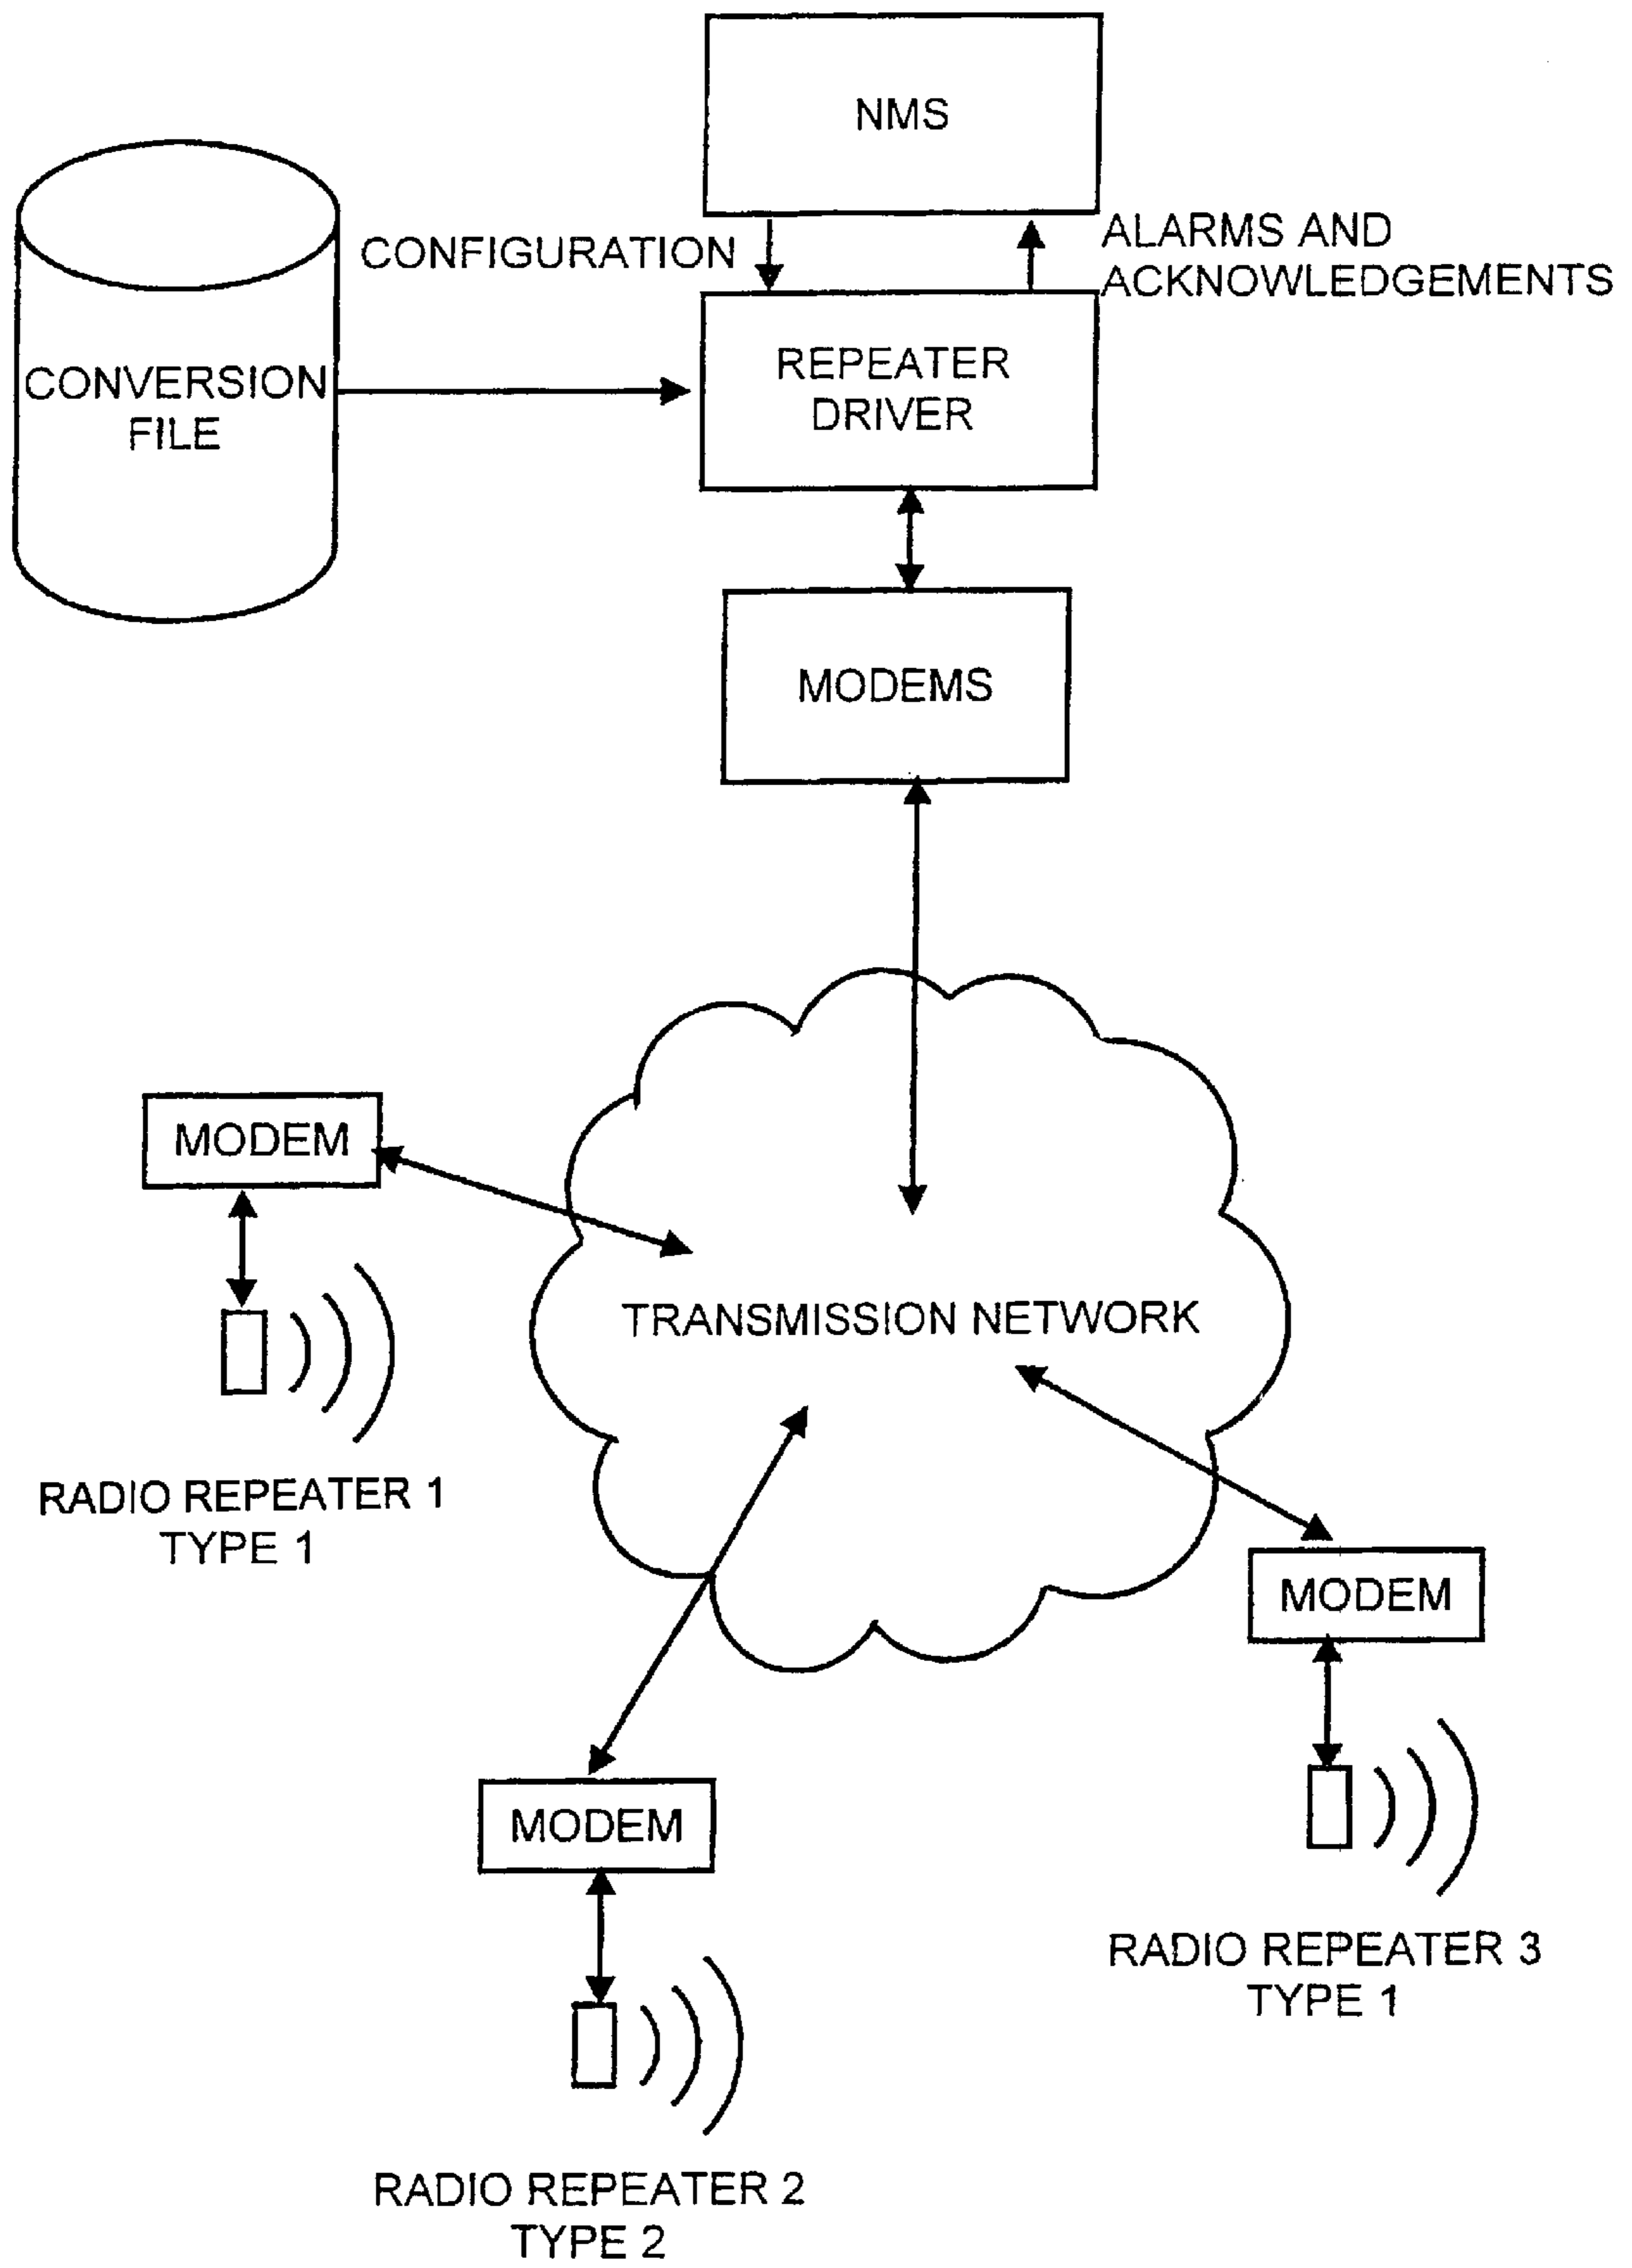 NMS
CONFIGURATION
ALARMS AND
ACKNOWLEDGEMENTS
CONVERSION
FILE
REPEATER
DRIVER
MODEMS
MODEM
TRANSMISSION NETWORK
RADIO REPEATER 1
TYPE 1
MODEM
MODEM
RADIO REPEATER 3
TYPE 1
RADIO REPEATER 2
TYPE 2